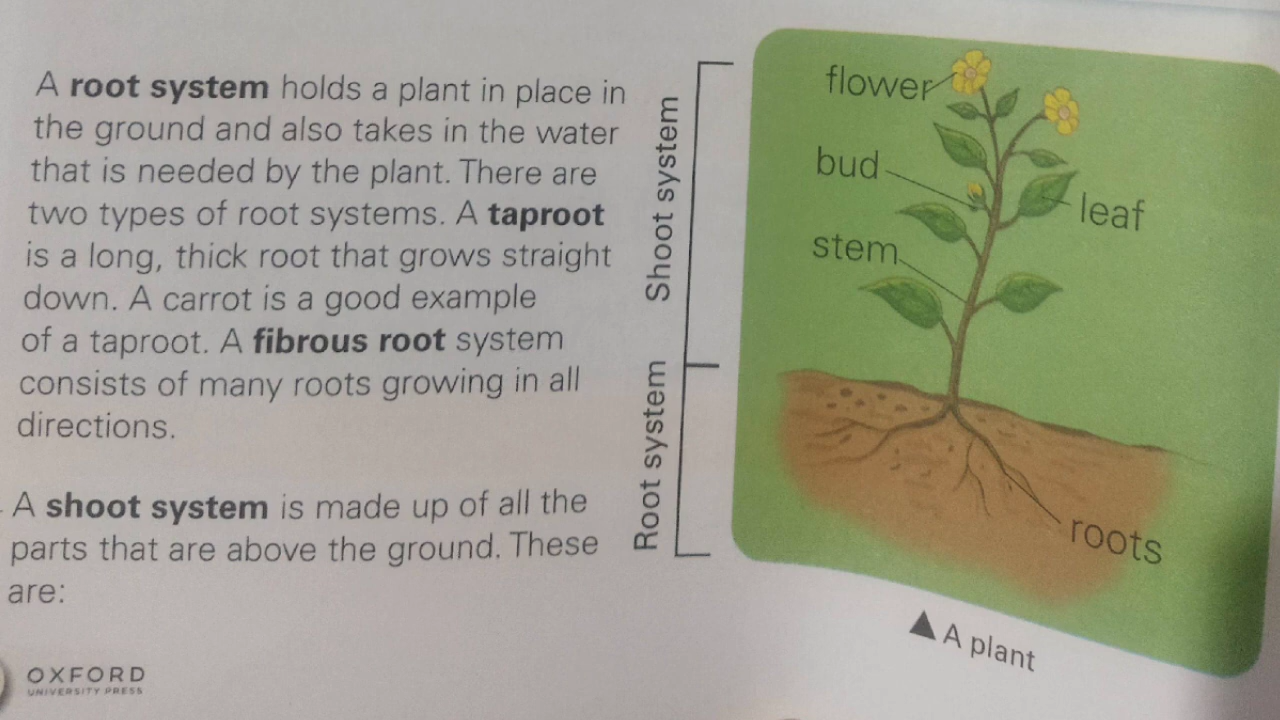 A root system holds a plant in place in
the ground and also takes in the water
that is needed by the plant. There are
two types of root systems. A taproot
is a long, thick root that grows straight
down. A carrot is a good example
of a taproot. A fibrous root system
consists of many roots growing in all
directions.
A shoot system is made up of all the
parts that are above the ground. These
are:
OXFORD
UNIVERSITY PRESS
Shoot system
Root system
flower
bud
leaf
stem
roots
▲ A plant